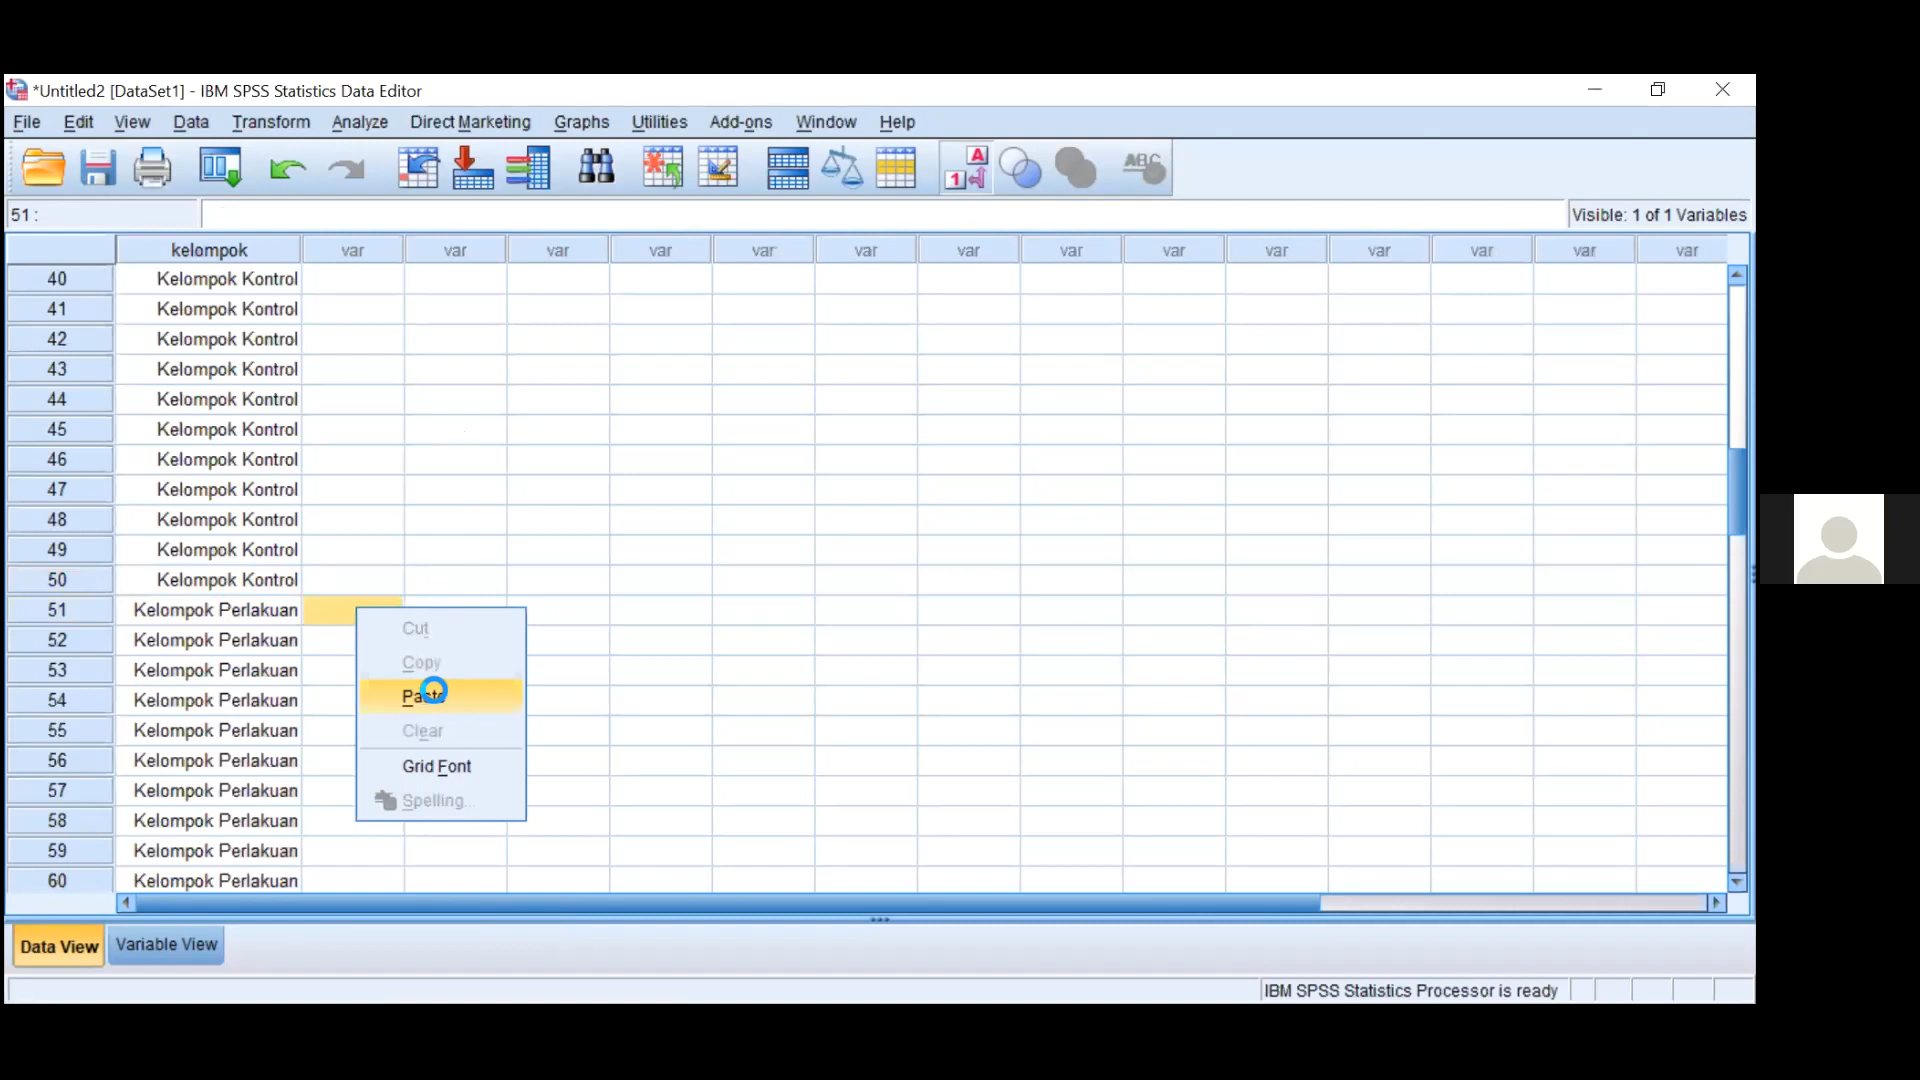 *Untitled2 [DataSet1] - IBM SPSS Statistics Data Editor
File Edit View Data Transform Analyze Direct Marketing Graphs Utilities Add-ons Window Help
A
1
ABC
51 :
Visible: 1 of 1 Variables
kelompok var var var var var var var var var var var var var var
40 Kelompok Kontrol
41 Kelompok Kontrol
42 Kelompok Kontrol
43 Kelompok Kontrol
44 Kelompok Kontrol
45 Kelompok Kontrol
46 Kelompok Kontrol
47 Kelompok Kontrol
48 Kelompok Kontrol
49 Kelompok Kontrol
50 Kelompok Kontrol
51 Kelompok Perlakuan
52 Kelompok Perlakuan
53 Kelompok Perlakuan
54 Kelompok Perlakuan
55 Kelompok Perlakuan
56 Kelompok Perlakuan
57 Kelompok Perlakuan
58 Kelompok Perlakuan
59 Kelompok Perlakuan
60 Kelompok Perlakuan
Cut
Copy
Paste
Clear
Grid Font
Spelling...
Data View Variable View
IBM SPSS Statistics Processor is ready